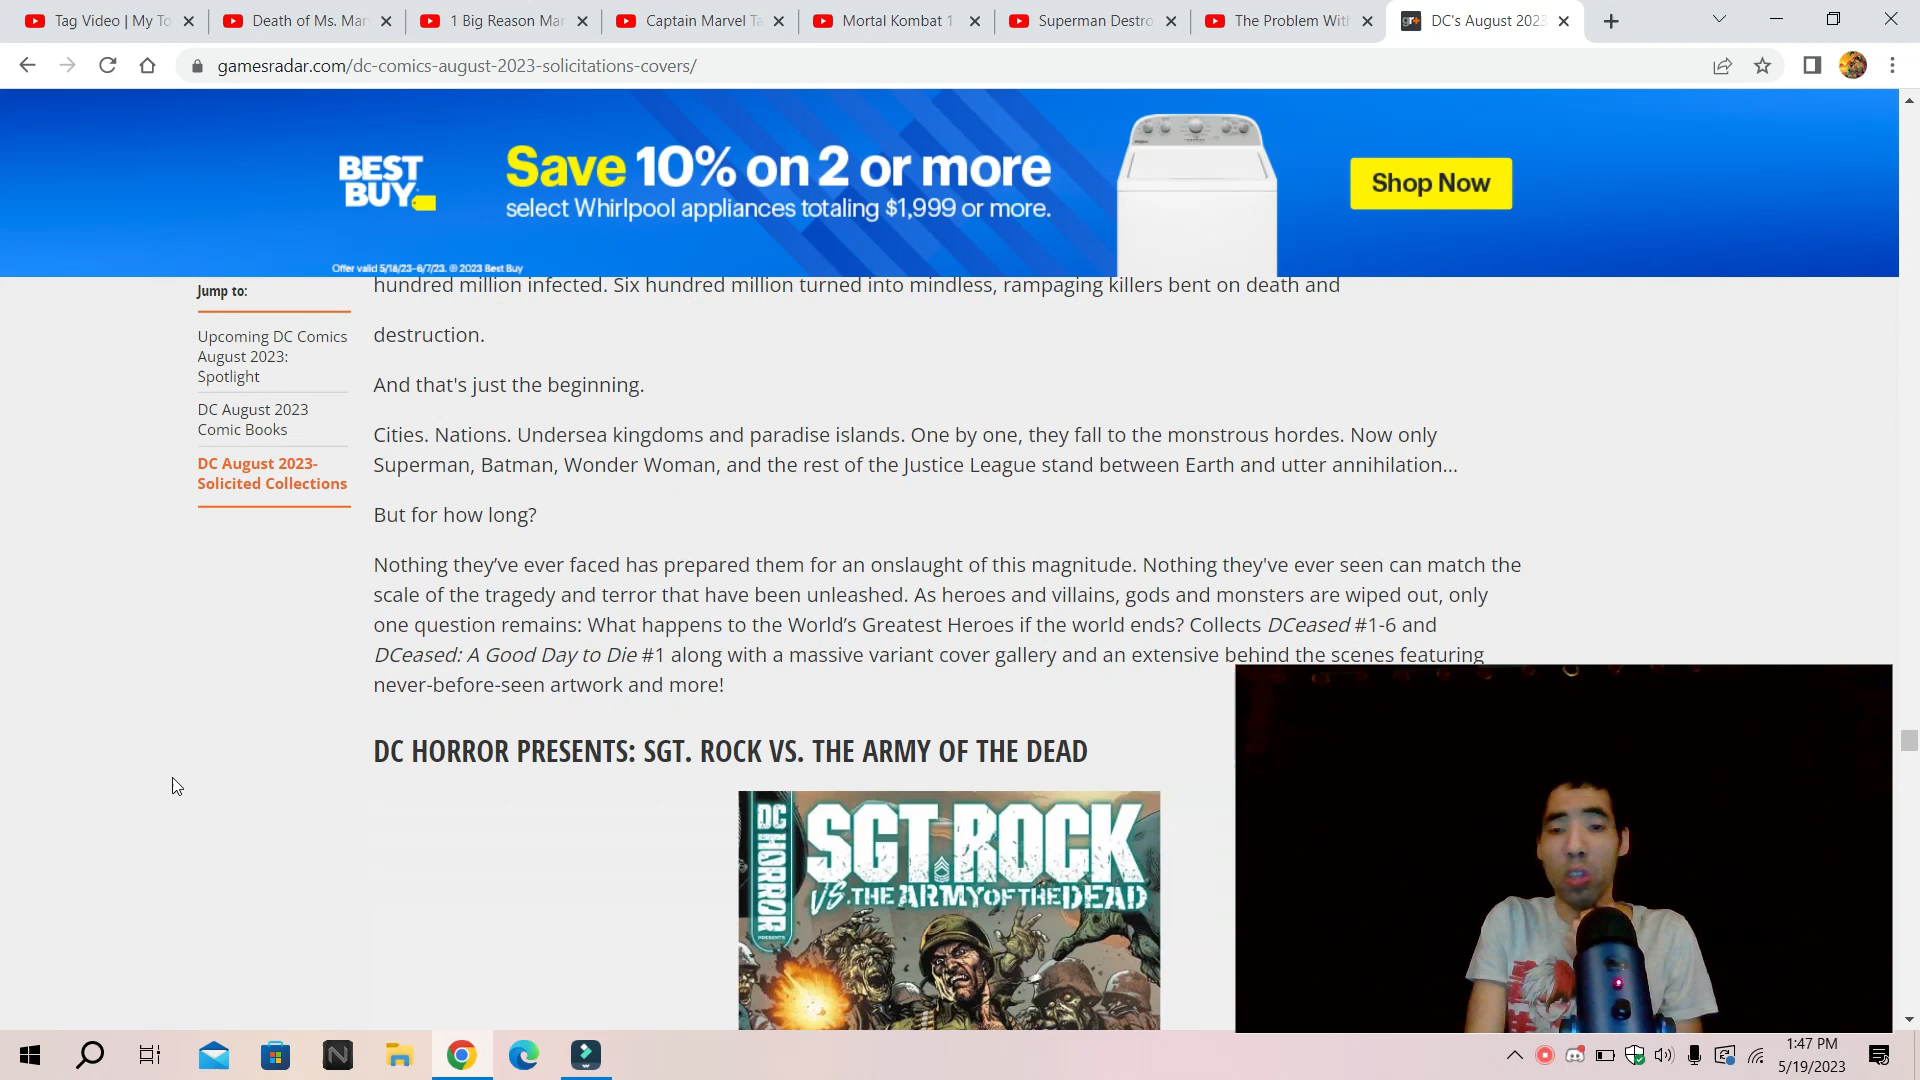 Tag Video | My To
Death of Ms. Mar
1 Big Reason Mar
Captain Marvel Ta
Mortal Kombat 1
Superman Destro
The Problem With
DC's August 2023
gamesradar.com/dc-comics-august-2023-solicitations-covers/
BEST BUY
Save 10% on 2 or more
select Whirlpool appliances totaling $1,999 or more.
Shop Now
Offer valid 5/18/23–6/7/23. © 2023 Best Buy
Jump to:
Upcoming DC Comics
August 2023:
Spotlight
DC August 2023
Comic Books
DC August 2023-
Solicited Collections
hundred million infected. Six hundred million turned into mindless, rampaging killers bent on death and
destruction.
And that's just the beginning.
Cities. Nations. Undersea kingdoms and paradise islands. One by one, they fall to the monstrous hordes. Now only
Superman, Batman, Wonder Woman, and the rest of the Justice League stand between Earth and utter annihilation...
But for how long?
Nothing they’ve ever faced has prepared them for an onslaught of this magnitude. Nothing they've ever seen can match the
scale of the tragedy and terror that have been unleashed. As heroes and villains, gods and monsters are wiped out, only
one question remains: What happens to the World’s Greatest Heroes if the world ends? Collects DCeased #1-6 and
DCeased: A Good Day to Die #1 along with a massive variant cover gallery and an extensive behind the scenes featuring
never-before-seen artwork and more!
DC HORROR PRESENTS: SGT. ROCK VS. THE ARMY OF THE DEAD
DC HORROR
PRESENTS
SGT.ROCK
VS. THE ARMY OF THE DEAD
1:47 PM
5/19/2023